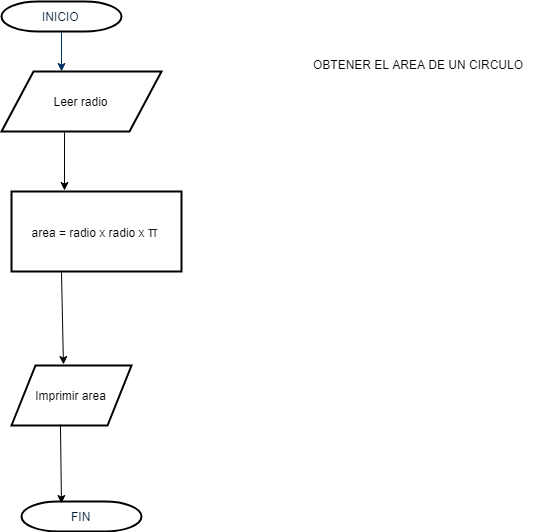 INICIO
OBTENER EL AREA DE UN CIRCULO
Leer radio
area = radio x radio x π
Imprimir area
FIN